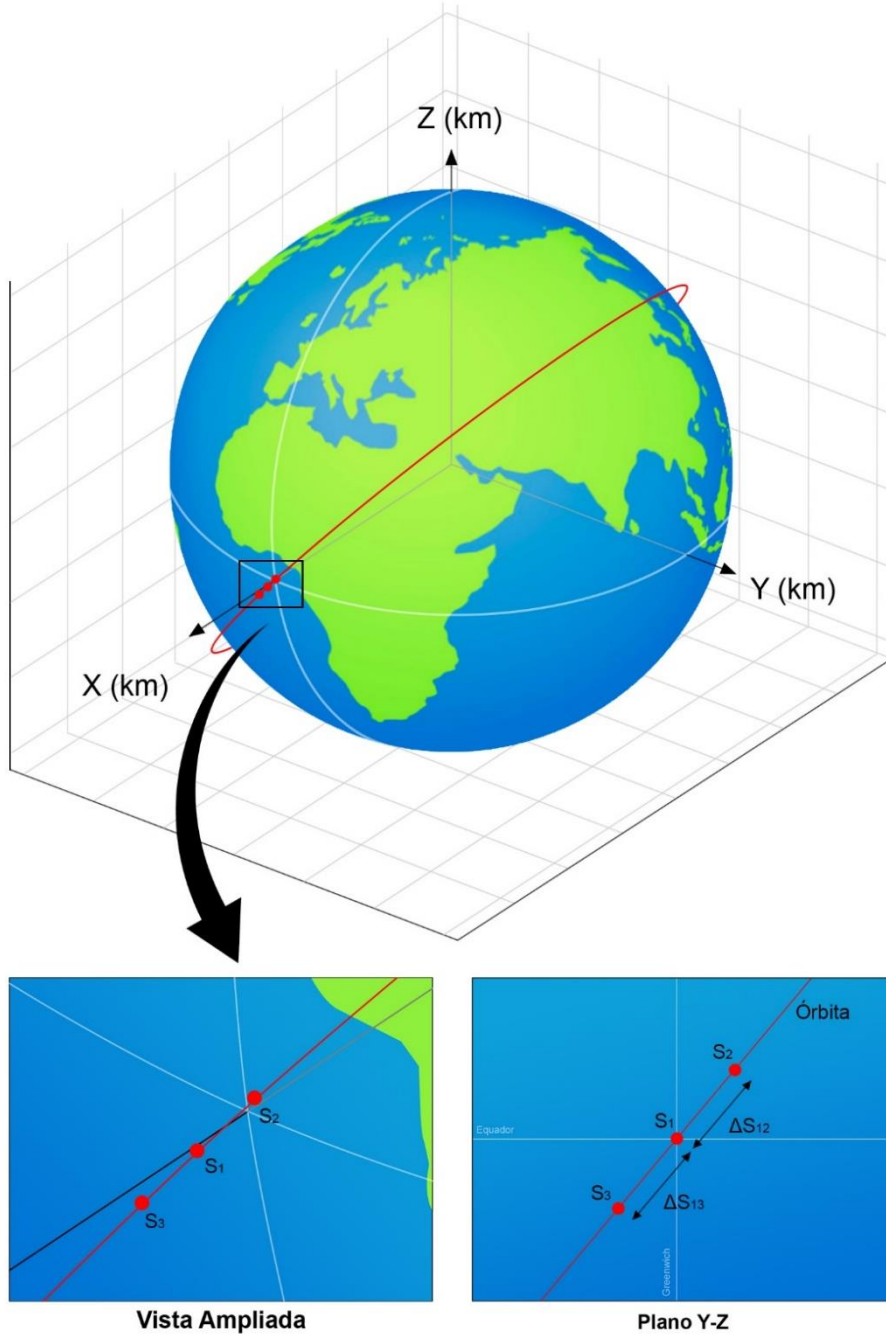 Z (km)
Y (km)
X (km)
S2
S1
S3
Vista Ampliada
Órbita
S2
S1
Equador
ΔS12
S3
ΔS13
Greenwich
Plano Y-Z